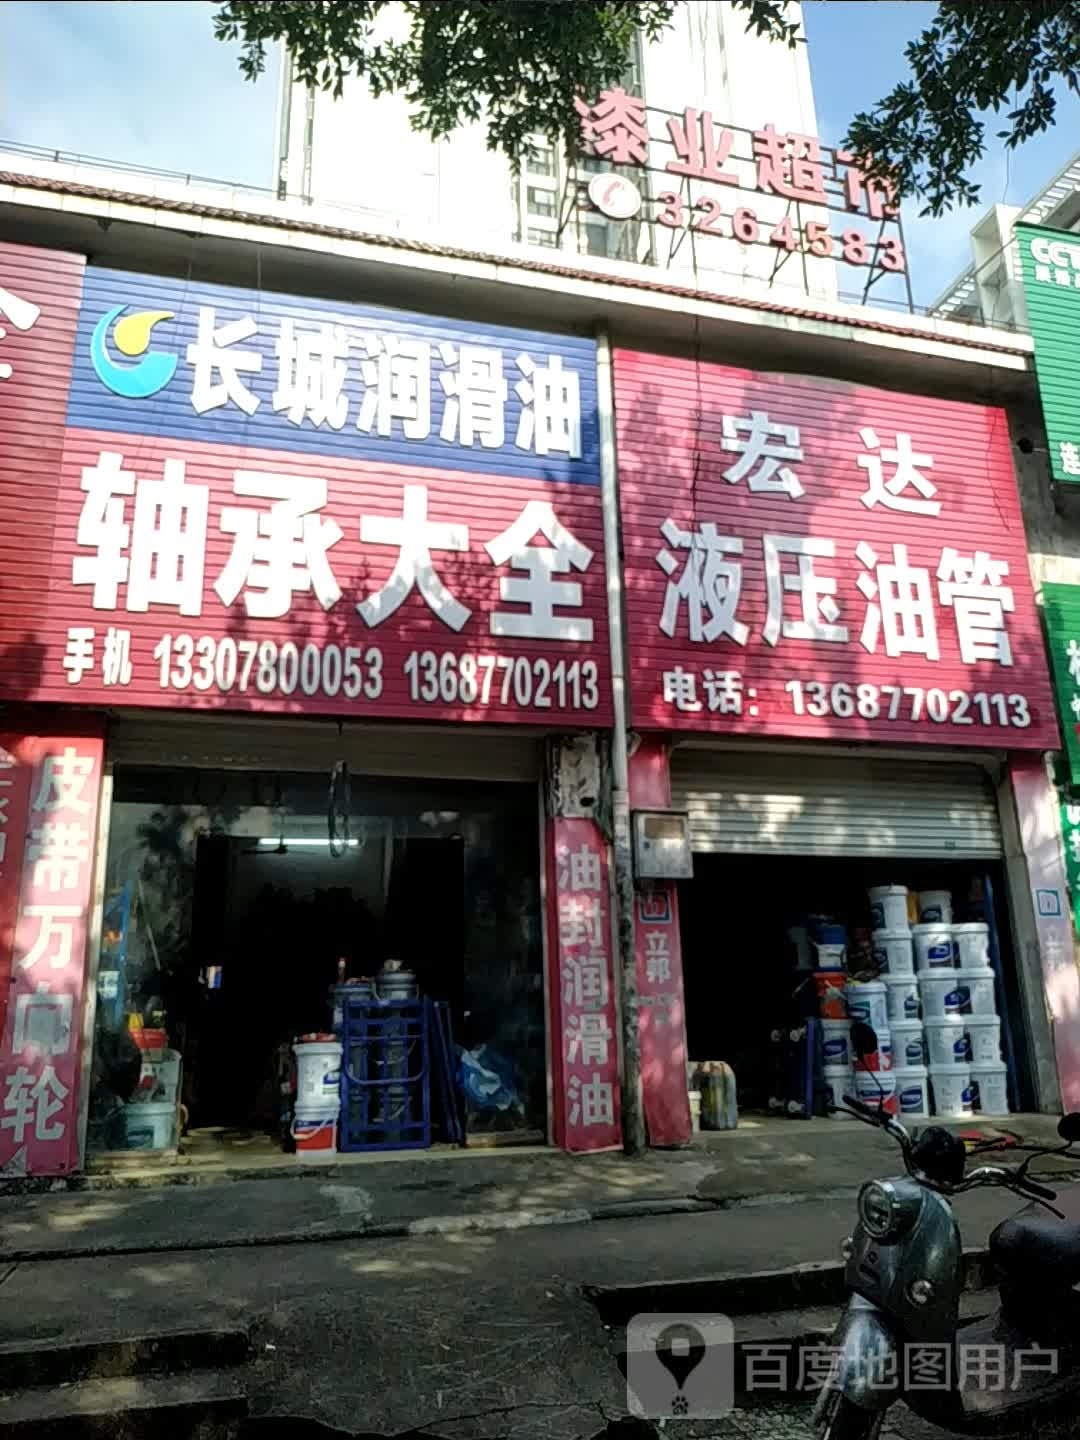 漆业超市
3264583
长城润滑油
轴承大全
手机 13307800053 13687702113
宏达
液压油管
电话：13687702113
皮带万向轮
油封润滑油
立邦
百度地图用户